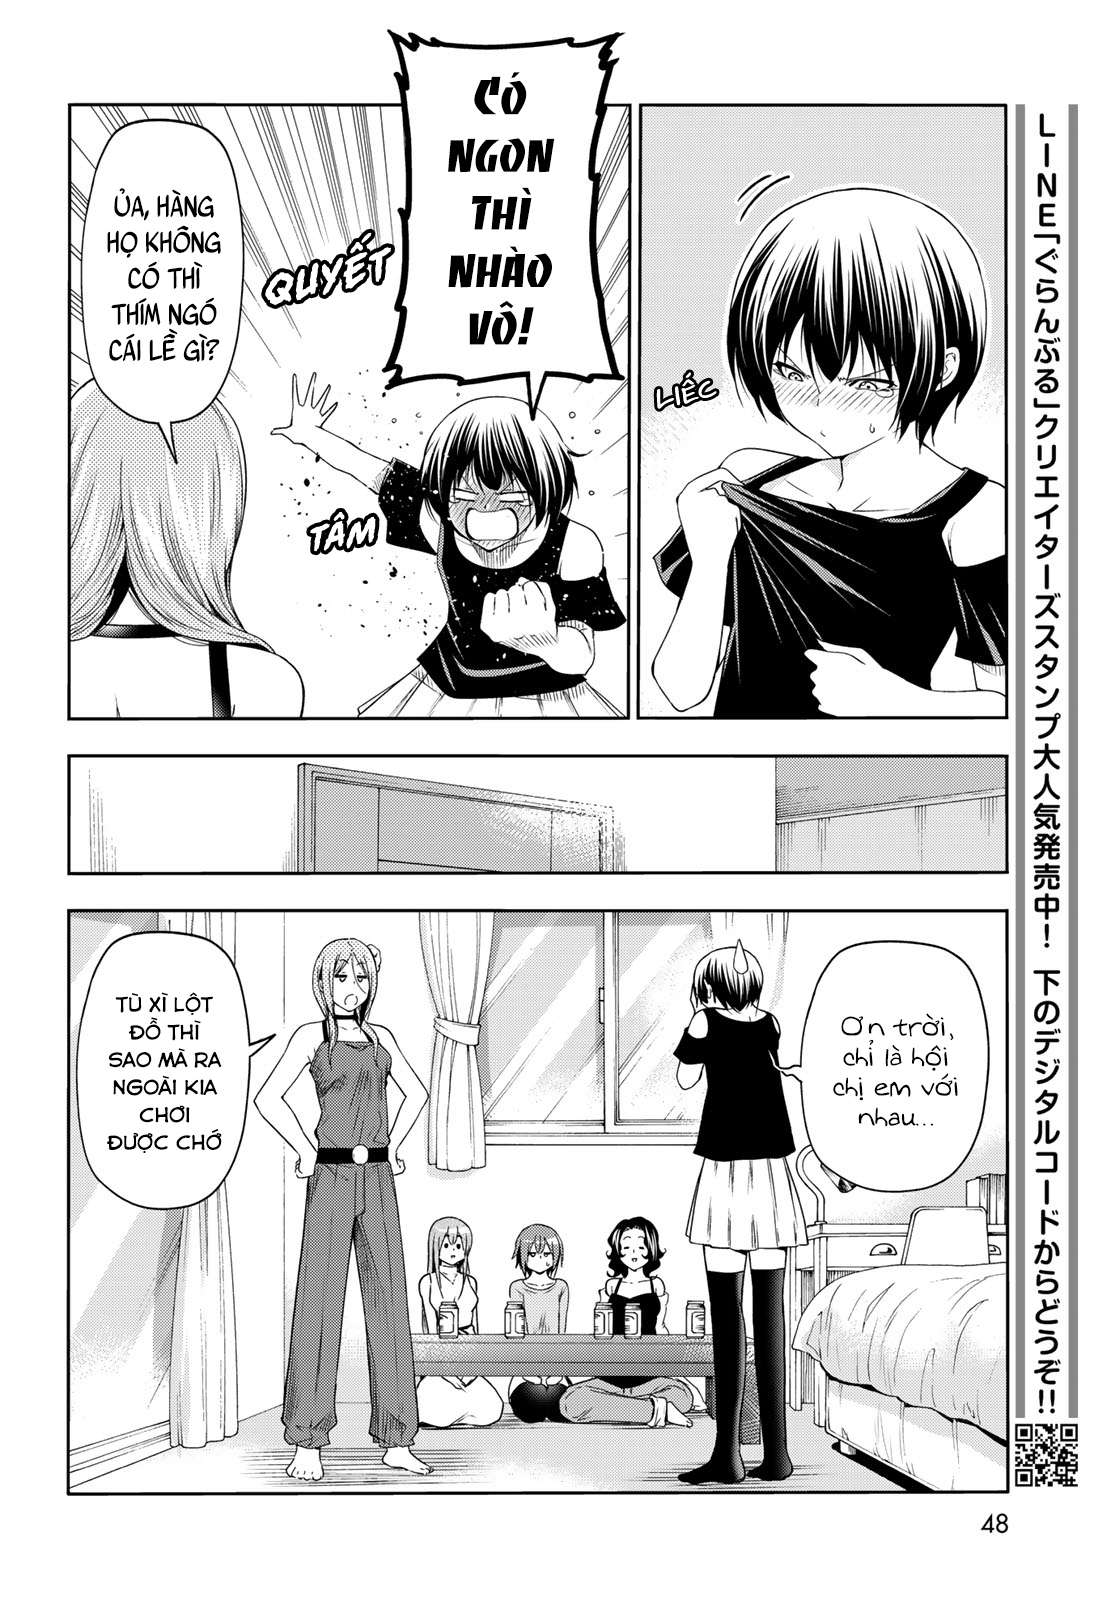 LIEC
CÓ
NGON
THÌ
NHÀO
VÔ!
QUYẾT
TÂM
ỦA, HÀNG
HỌ KHÔNG
CÓ THÌ
THÍM NGÓ
CÁI LỀ GÌ?
Ơn trời,
chỉ là hội
chị em với
nhau...
TÙ XÌ LỘT
ĐỒ THÌ
SAO MÀ RA
NGOÀI KIA
CHƠI
ĐƯỢC CHỚ
LINE「ぐらんぶる」クリエイターズスタンプ大人気発売中！ 下のデジタルコードからどうぞ!!
48